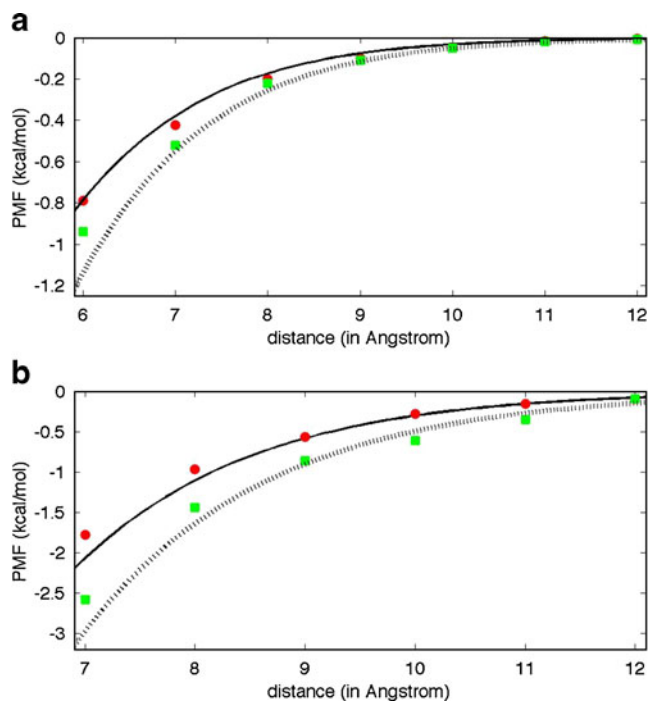 a
0
-0.2
-0.4
-0.6
-0.8
-1
-1.2
PMF (kcal/mol)
6 7 8 9 10 11 12
distance (in Angstrom)
b
0
-0.5
-1
-1.5
-2
-2.5
-3
PMF (kcal/mol)
7 8 9 10 11 12
distance (in Angstrom)